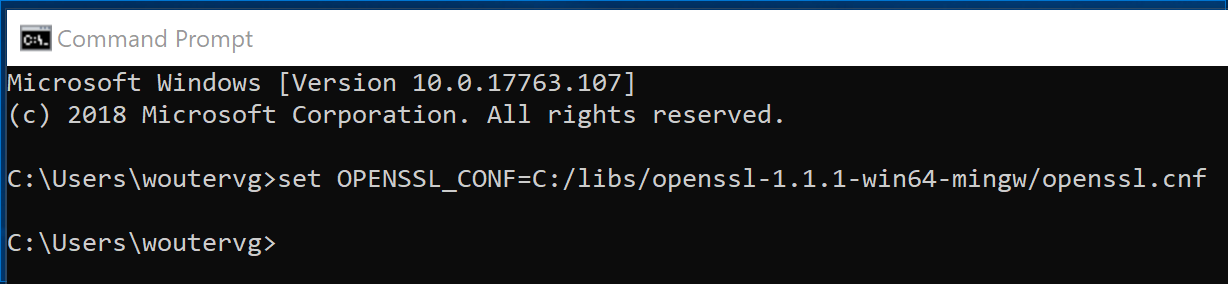 Command Prompt
Microsoft Windows [Version 10.0.17763.107]
(c) 2018 Microsoft Corporation. All rights reserved.
C:\Users\woutervg>set OPENSSL_CONF=C:/libs/openssl-1.1.1-win64-mingw/openssl.cnf
C:\Users\woutervg>